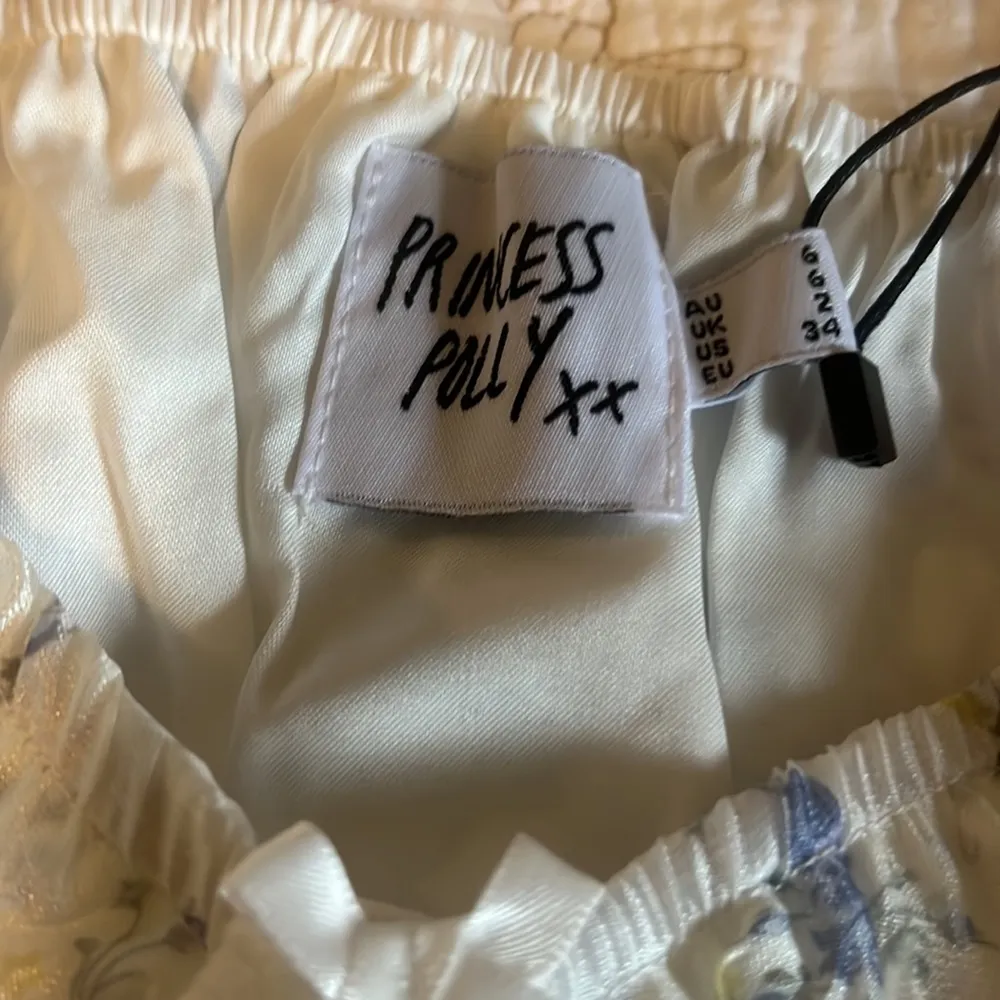 PRINCESS
POLLY xx
AU 6
UK 6
US 2
EU 34